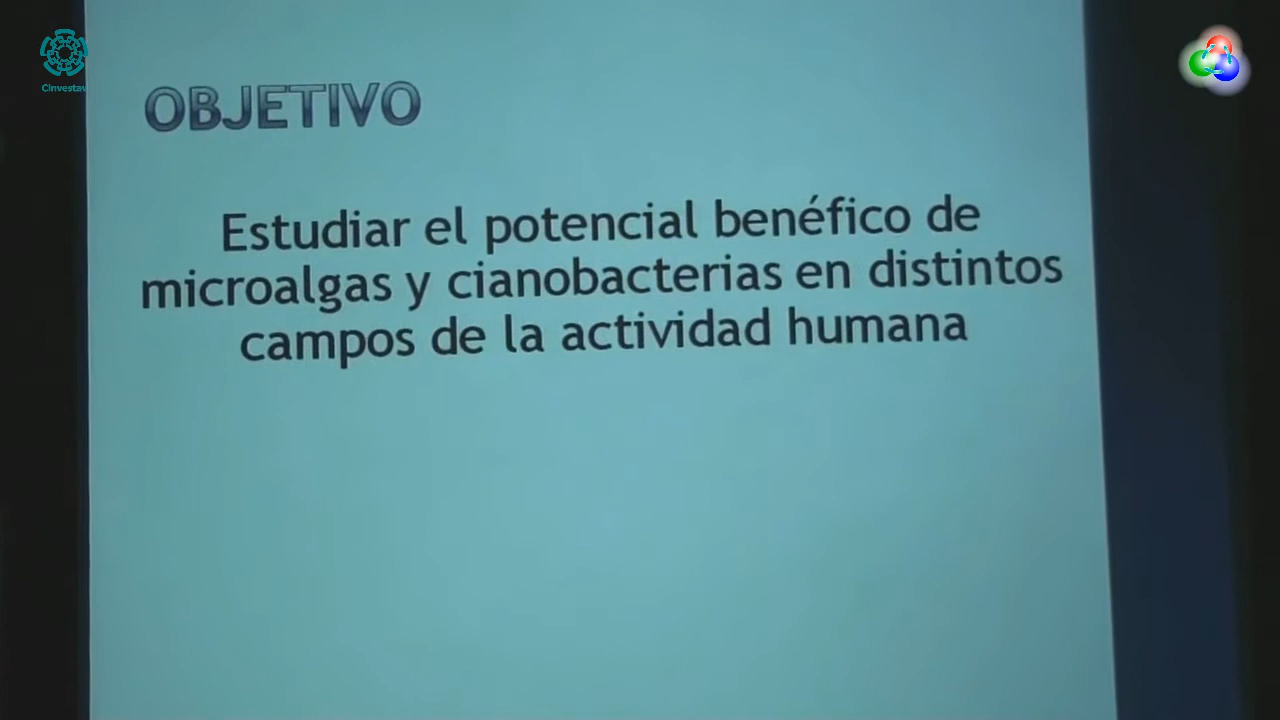 Cinvestav
OBJETIVO
Estudiar el potencial benéfico de
microalgas y cianobacterias en distintos
campos de la actividad humana